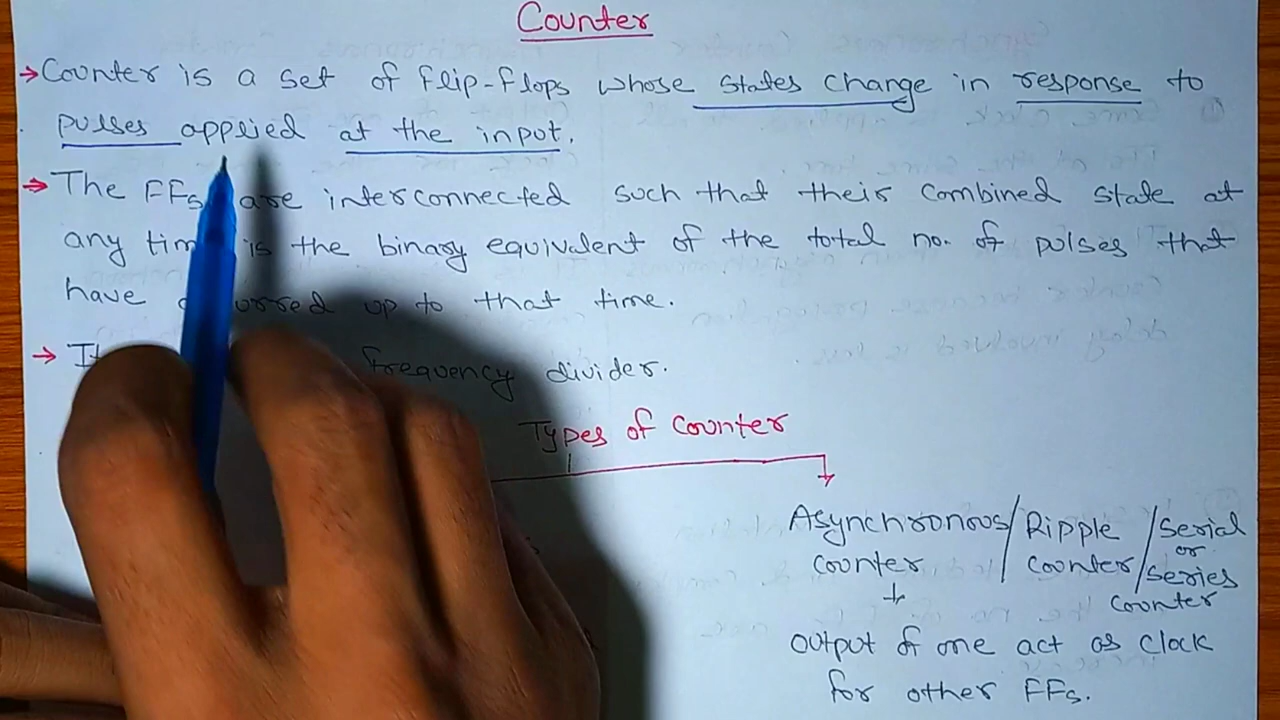 Counter
→ Counter is a set of flip-flops whose states change in response to
pulses applied at the input.
→ The FFs are interconnected such that their combined state at
any time is the binary equivalent of the total no. of pulses that
have up to that time.
→ It frequency divider.
Types of counter
Asynchronous / Ripple / Serial
or
counter counter / series
counter
output of one act as clock
for other FFs.